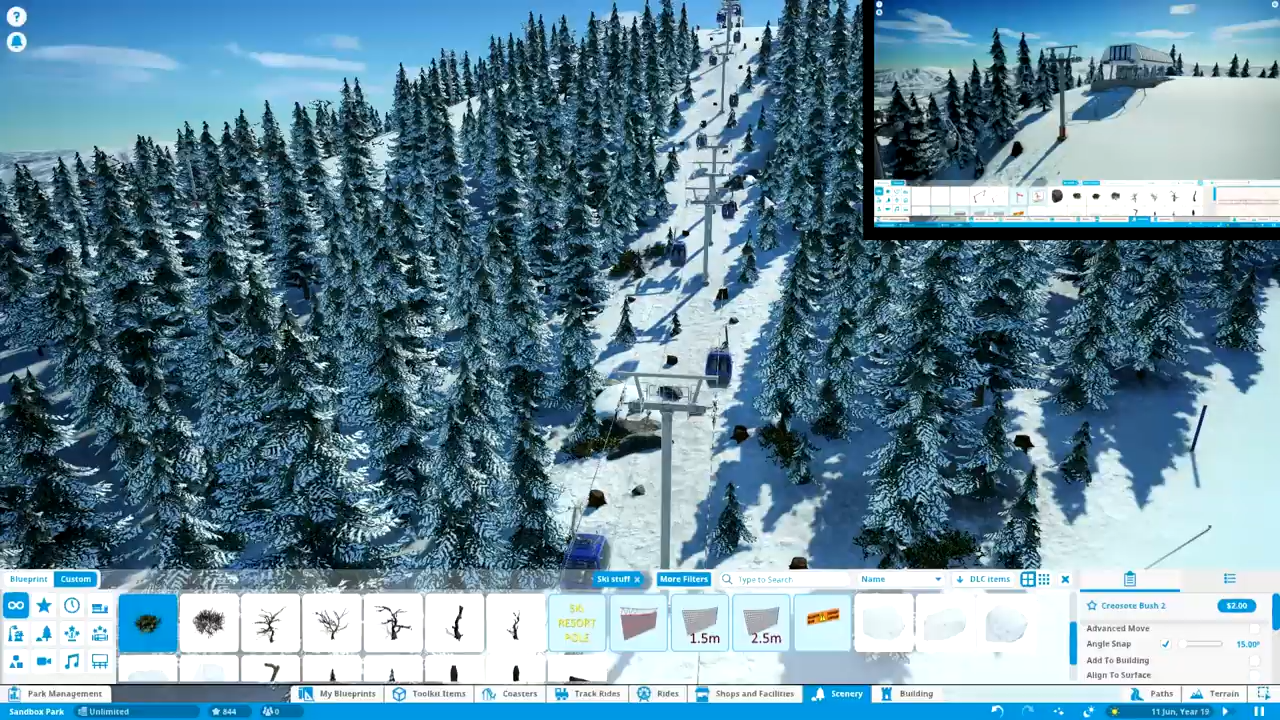 ?
Blueprint Custom Ski stuff x More Filters Type to Search Name DLC items
SKI RESORT POLE 1.5m 2.5m
Creosote Bush 2 $2.00
Advanced Move
Angle Snap 15.00°
Add To Building
Align To Surface
Park Management My Blueprints Toolkit Items Coasters Track Rides Rides Shops and Facilities Scenery Building Paths Terrain
Sandbox Park Unlimited 844 0 11 Jun, Year 19